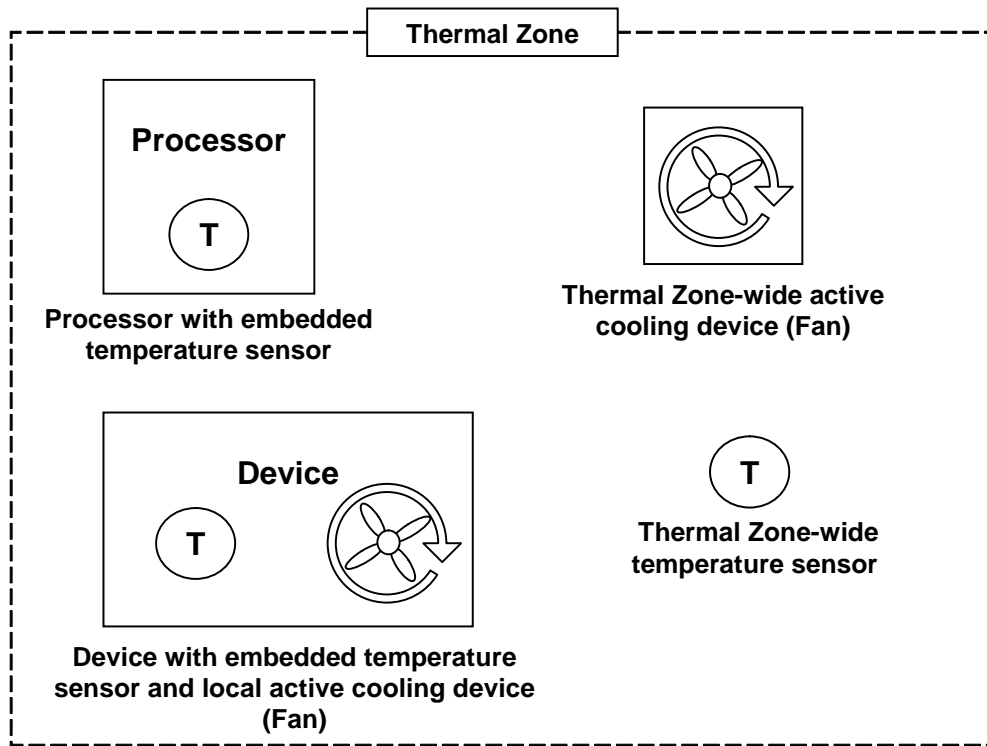 Thermal Zone
Processor
T
Processor with embedded
temperature sensor
Thermal Zone-wide active
cooling device (Fan)
Device
T
Device with embedded temperature
sensor and local active cooling device
(Fan)
T
Thermal Zone-wide
temperature sensor